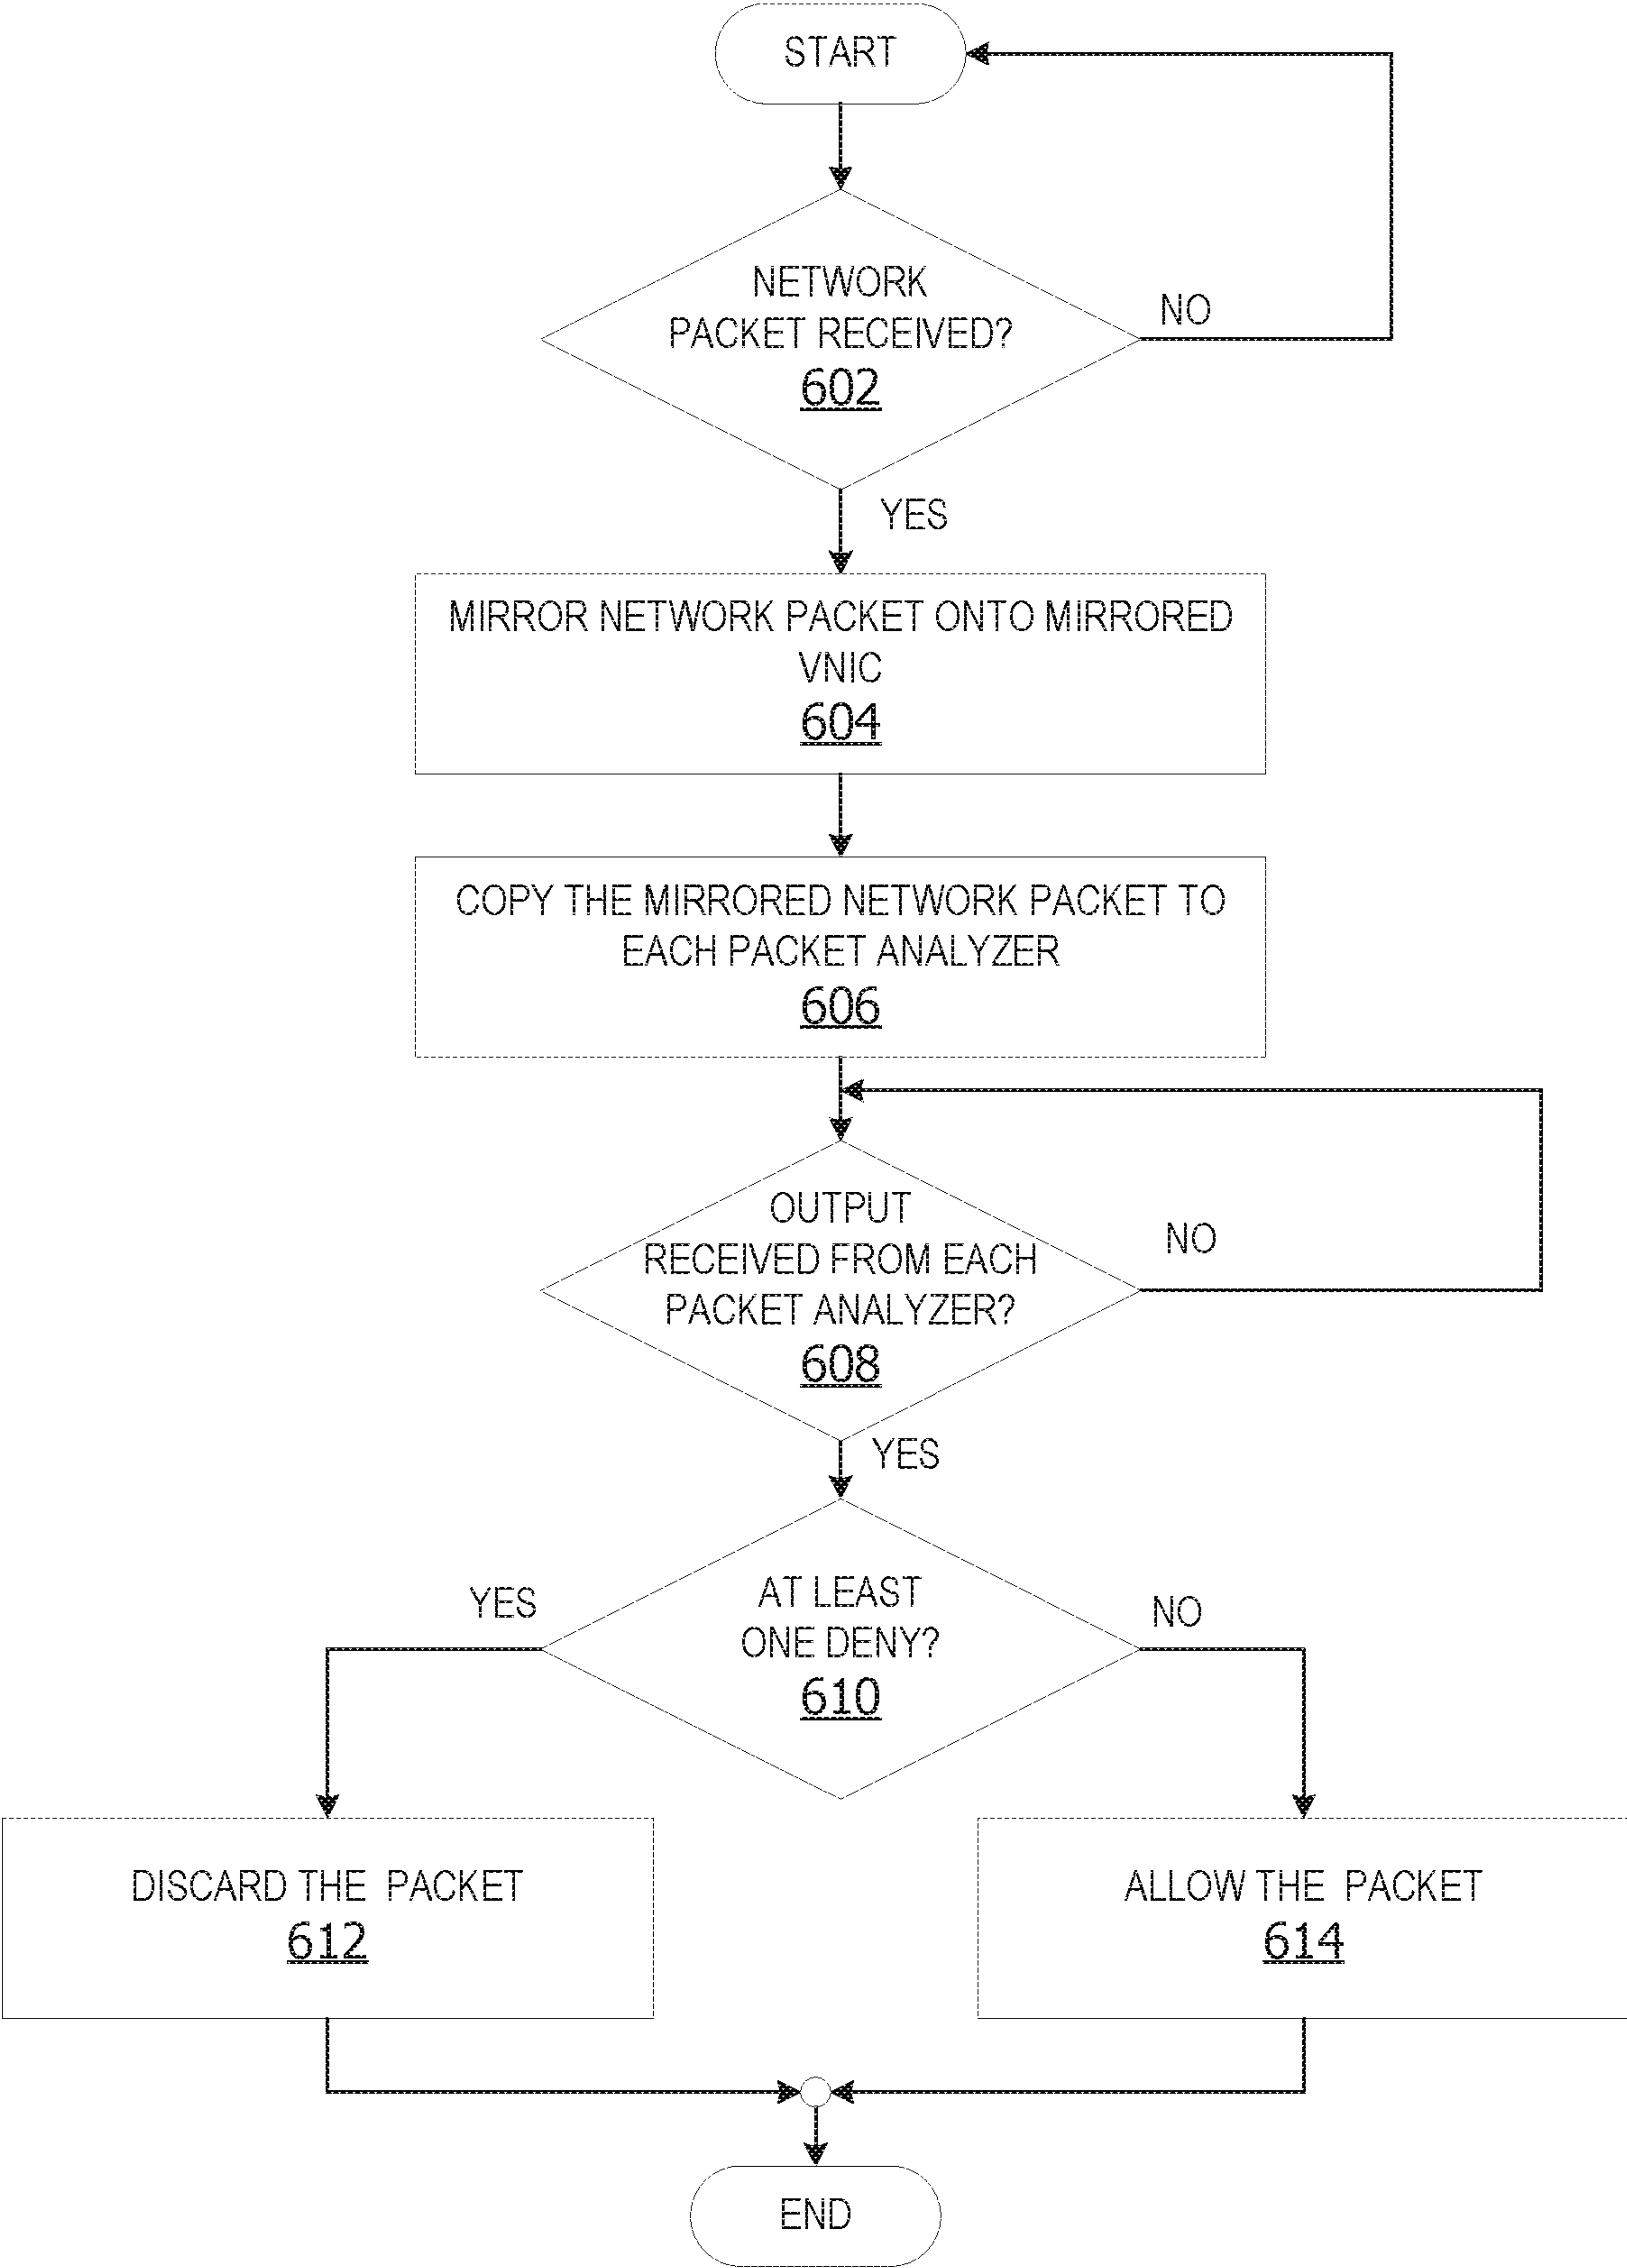 START
NETWORK
PACKET RECEIVED?
602
NO
YES
MIRROR NETWORK PACKET ONTO MIRRORED
VNIC
604
COPY THE MIRRORED NETWORK PACKET TO
EACH PACKET ANALYZER
606
OUTPUT
RECEIVED FROM EACH
PACKET ANALYZER?
608
NO
YES
AT LEAST
ONE DENY?
610
YES
NO
DISCARD THE PACKET
612
ALLOW THE PACKET
614
END